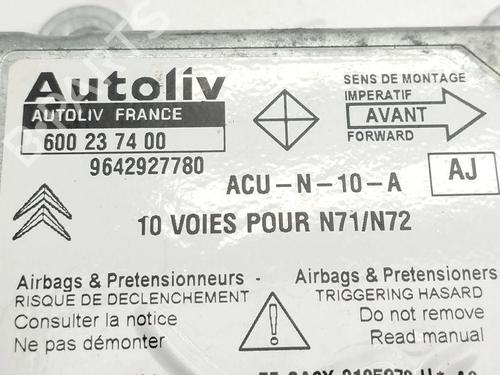 Autoliv
AUTOLIV FRANCE
600 23 74 00
9642927780
SENS DE MONTAGE
IMPERATIF
AVANT
FORWARD
ACU-N-10-A
AJ
10 VOIES POUR N71/N72
Airbags & Pretensionneurs -
RISQUE DE DECLENCHEMENT
Consulter la notice
Ne pas démonter
Airbags & Pretensioners
TRIGGERING HASARD
Do not remove
Read manual